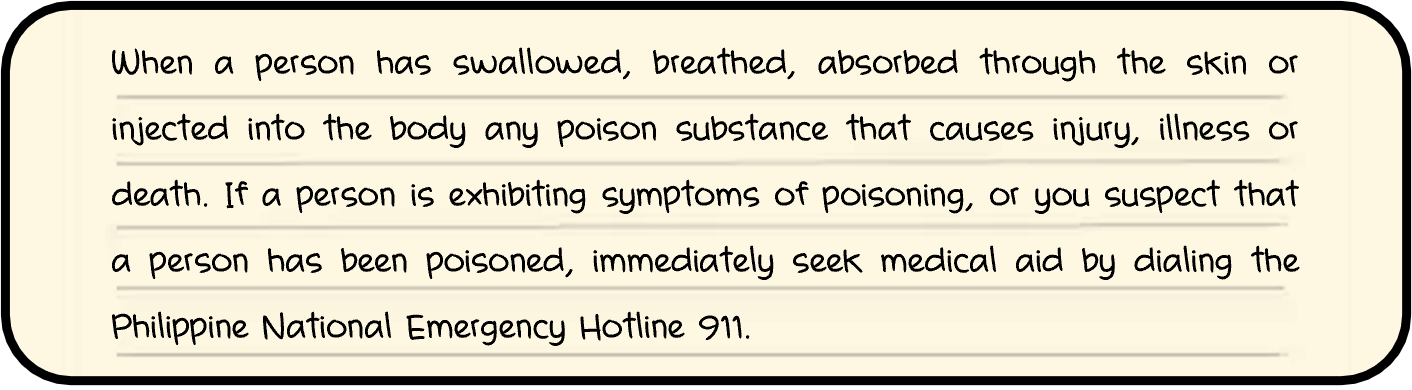 When a person has swallowed, breathed, absorbed through the skin or
injected into the body any poison substance that causes injury, illness or
death. If a person is exhibiting symptoms of poisoning, or you suspect that
a person has been poisoned, immediately seek medical aid by dialing the
Philippine National Emergency Hotline 911.